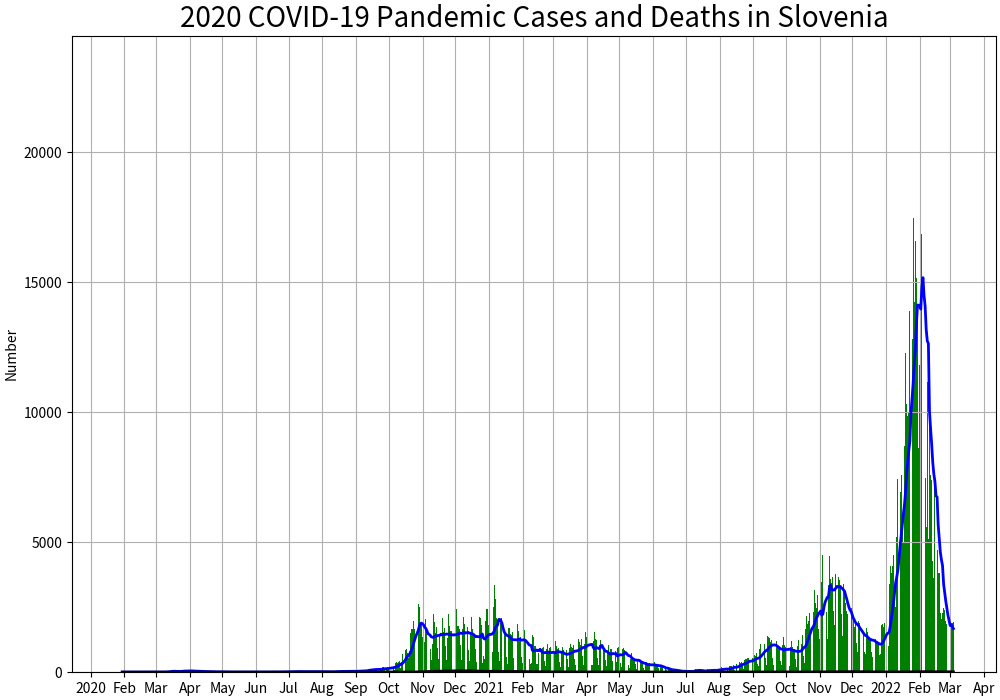 2020 COVID-19 Pandemic Cases and Deaths in Slovenia
20000
15000
10000
5000
0
Number
2020 Feb Mar Apr May Jun Jul Aug Sep Oct Nov Dec 2021 Feb Mar Apr May Jun Jul Aug Sep Oct Nov Dec 2022 Feb Mar Apr